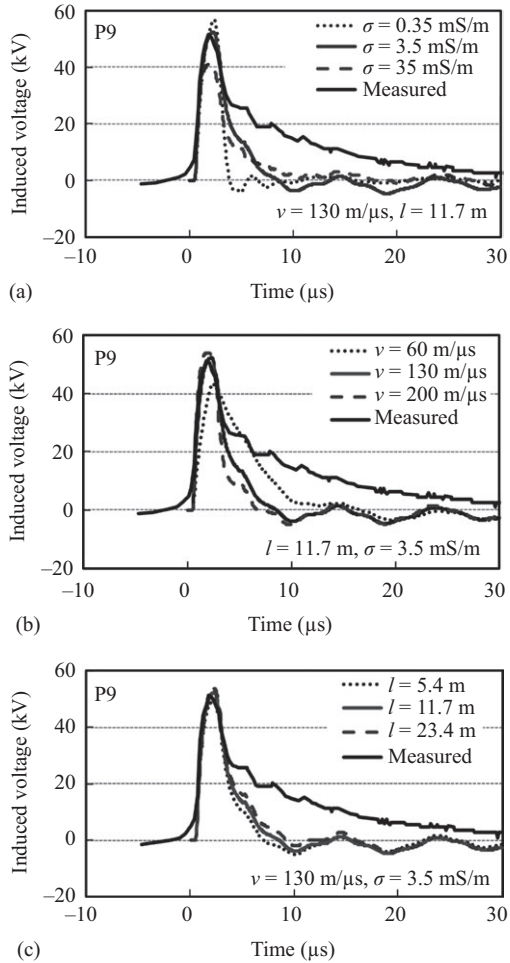 P9
σ = 0.35 mS/m
σ = 3.5 mS/m
σ = 35 mS/m
Measured
Induced voltage (kV)
60
40
20
0
–20
v = 130 m/µs, l = 11.7 m
–10
0
10
20
30
(a)
Time (µs)
P9
v = 60 m/µs
v = 130 m/µs
v = 200 m/µs
Measured
Induced voltage (kV)
60
40
20
0
–20
l = 11.7 m, σ = 3.5 mS/m
–10
0
10
20
30
(b)
Time (µs)
P9
l = 5.4 m
l = 11.7 m
l = 23.4 m
Measured
Induced voltage (kV)
60
40
20
0
–20
v = 130 m/µs, σ = 3.5 mS/m
–10
0
10
20
30
(c)
Time (µs)